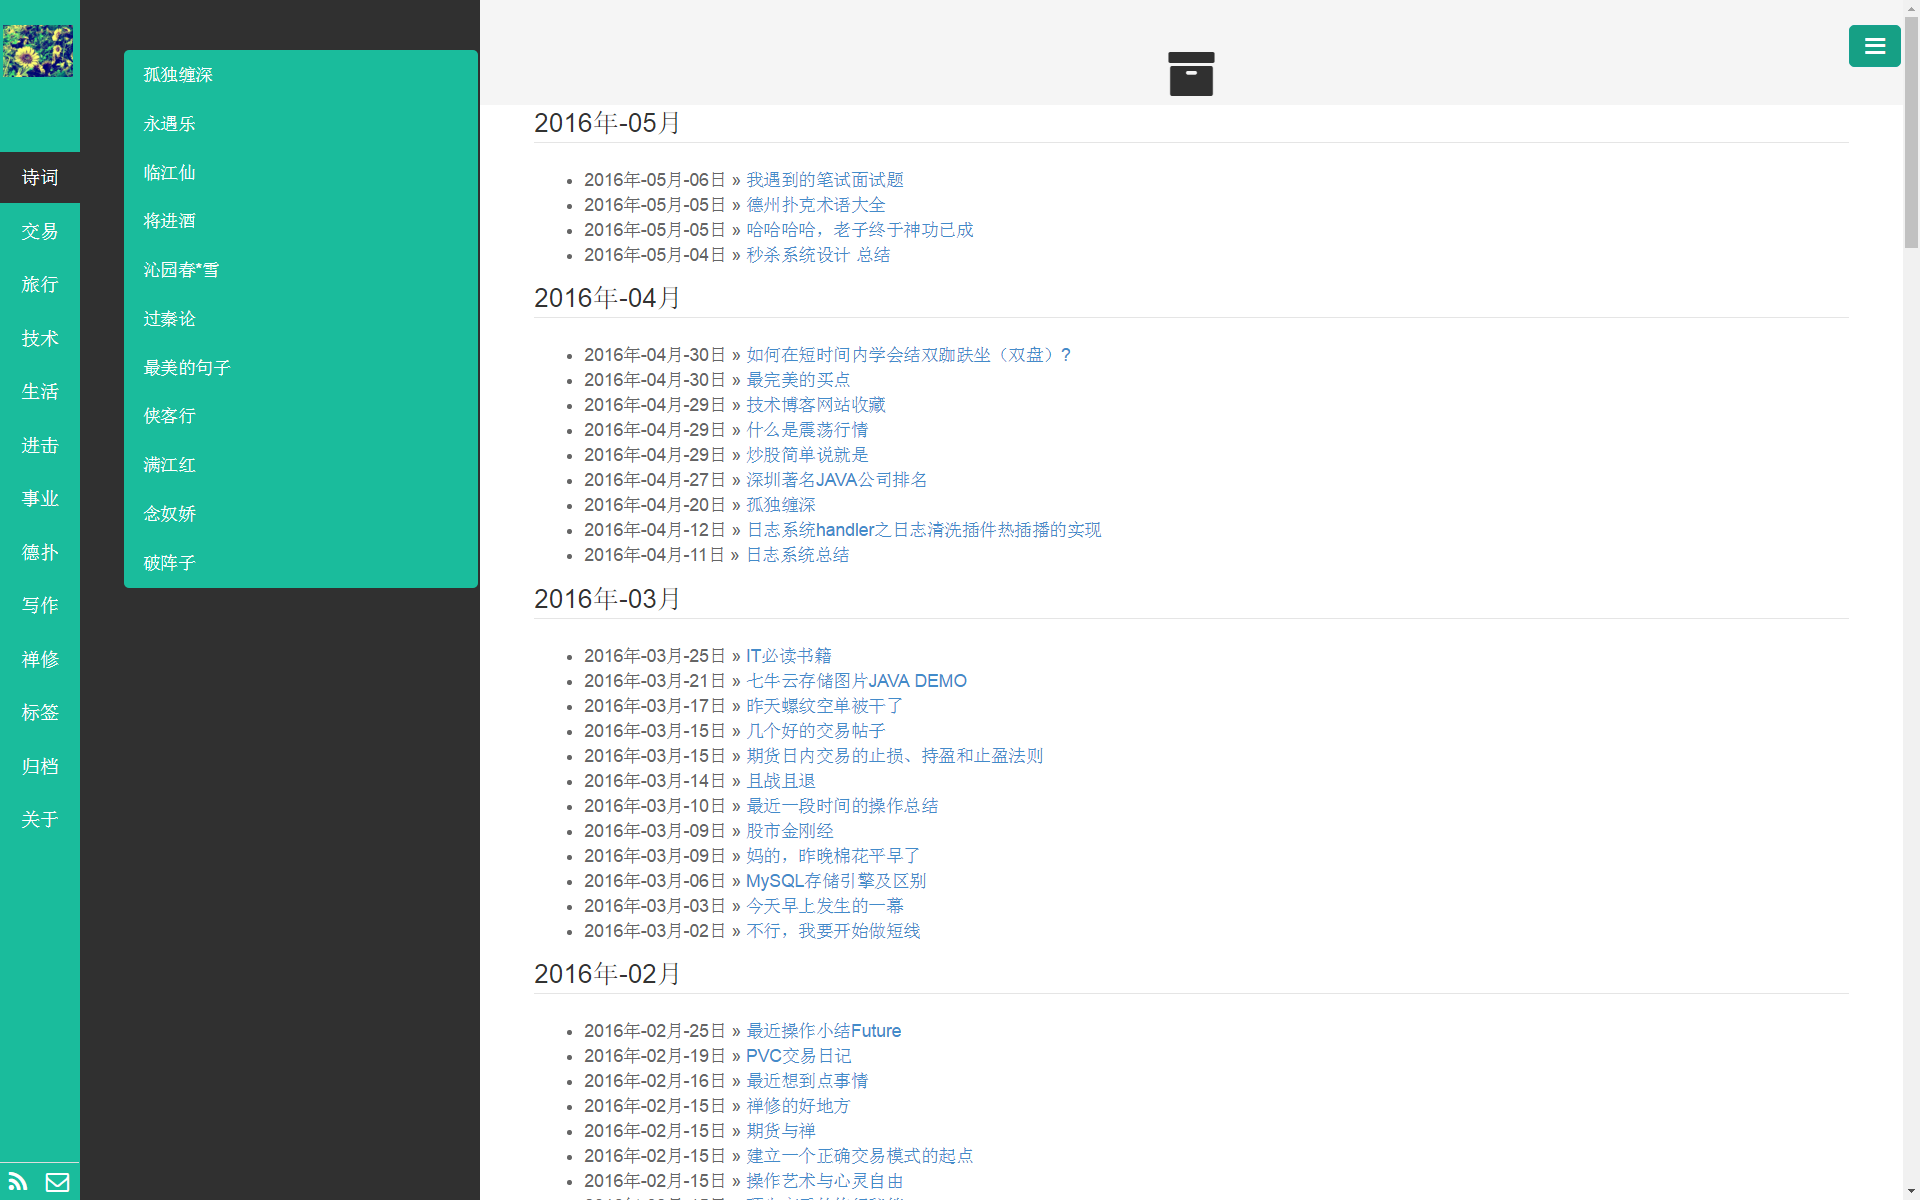 诗词
交易
旅行
技术
生活
进击
事业
德扑
写作
禅修
标签
归档
关于
孤独缠深
永遇乐
临江仙
将进酒
沁园春*雪
过秦论
最美的句子
侠客行
满江红
念奴娇
破阵子
2016年-05月
2016年-05月-06日 » 我遇到的笔试面试题
2016年-05月-05日 » 德州扑克术语大全
2016年-05月-05日 » 哈哈哈哈，老子终于神功已成
2016年-05月-04日 » 秒杀系统设计 总结
2016年-04月
2016年-04月-30日 » 如何在短时间内学会结双跏趺坐（双盘）?
2016年-04月-30日 » 最完美的买点
2016年-04月-29日 » 技术博客网站收藏
2016年-04月-29日 » 什么是震荡行情
2016年-04月-29日 » 炒股简单说就是
2016年-04月-27日 » 深圳著名JAVA公司排名
2016年-04月-20日 » 孤独缠深
2016年-04月-12日 » 日志系统handler之日志清洗插件热插播的实现
2016年-04月-11日 » 日志系统总结
2016年-03月
2016年-03月-25日 » IT必读书籍
2016年-03月-21日 » 七牛云存储图片JAVA DEMO
2016年-03月-17日 » 昨天螺纹空单被干了
2016年-03月-15日 » 几个好的交易帖子
2016年-03月-15日 » 期货日内交易的止损、持盈和止盈法则
2016年-03月-14日 » 且战且退
2016年-03月-10日 » 最近一段时间的操作总结
2016年-03月-09日 » 股市金刚经
2016年-03月-09日 » 妈的，昨晚棉花平早了
2016年-03月-06日 » MySQL存储引擎及区别
2016年-03月-03日 » 今天早上发生的一幕
2016年-03月-02日 » 不行，我要开始做短线
2016年-02月
2016年-02月-25日 » 最近操作小结Future
2016年-02月-19日 » PVC交易日记
2016年-02月-16日 » 最近想到点事情
2016年-02月-15日 » 禅修的好地方
2016年-02月-15日 » 期货与禅
2016年-02月-15日 » 建立一个正确交易模式的起点
2016年-02月-15日 » 操作艺术与心灵自由